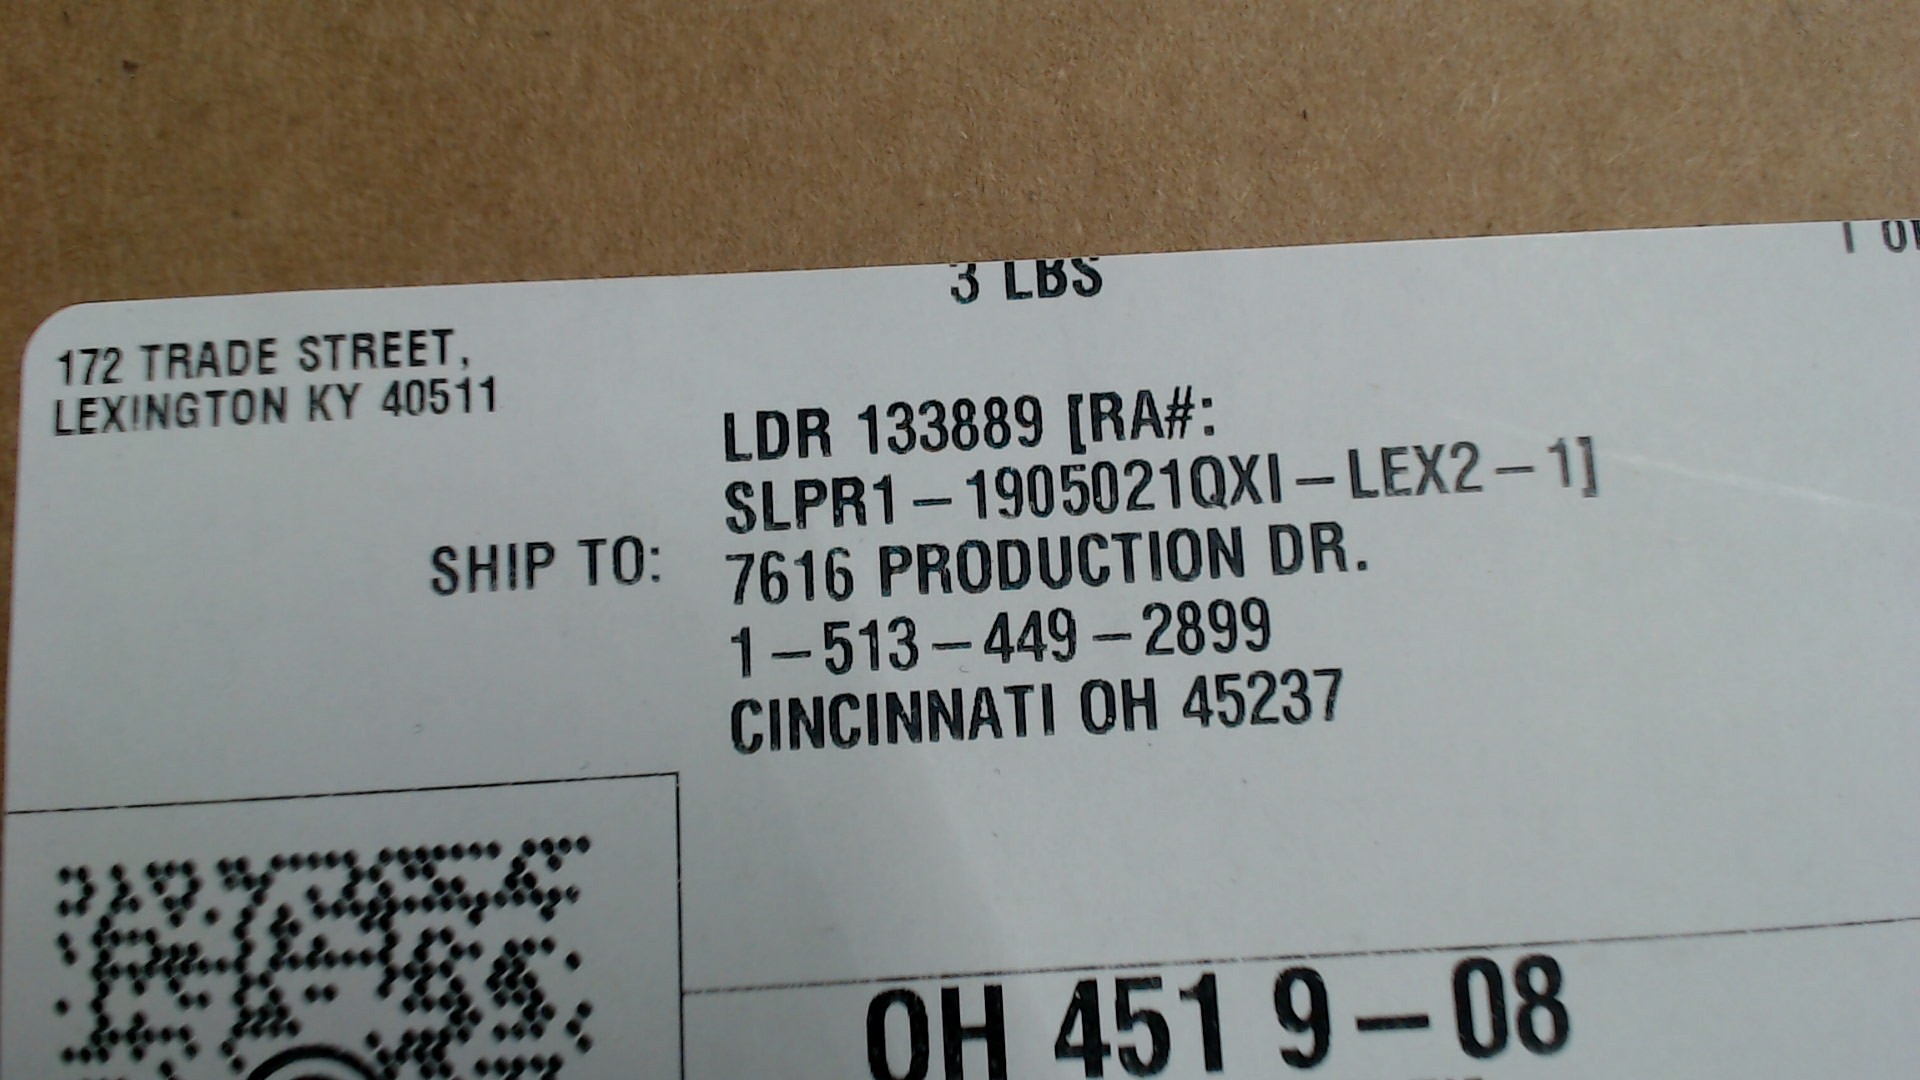 3 LBS
172 TRADE STREET,
LEXINGTON KY 40511
LDR 133889 [RA#:
SLPR1-1905021QXI-LEX2-1]
SHIP TO: 7616 PRODUCTION DR.
1-513-449-2899
CINCINNATI OH 45237
OH 451 9-08